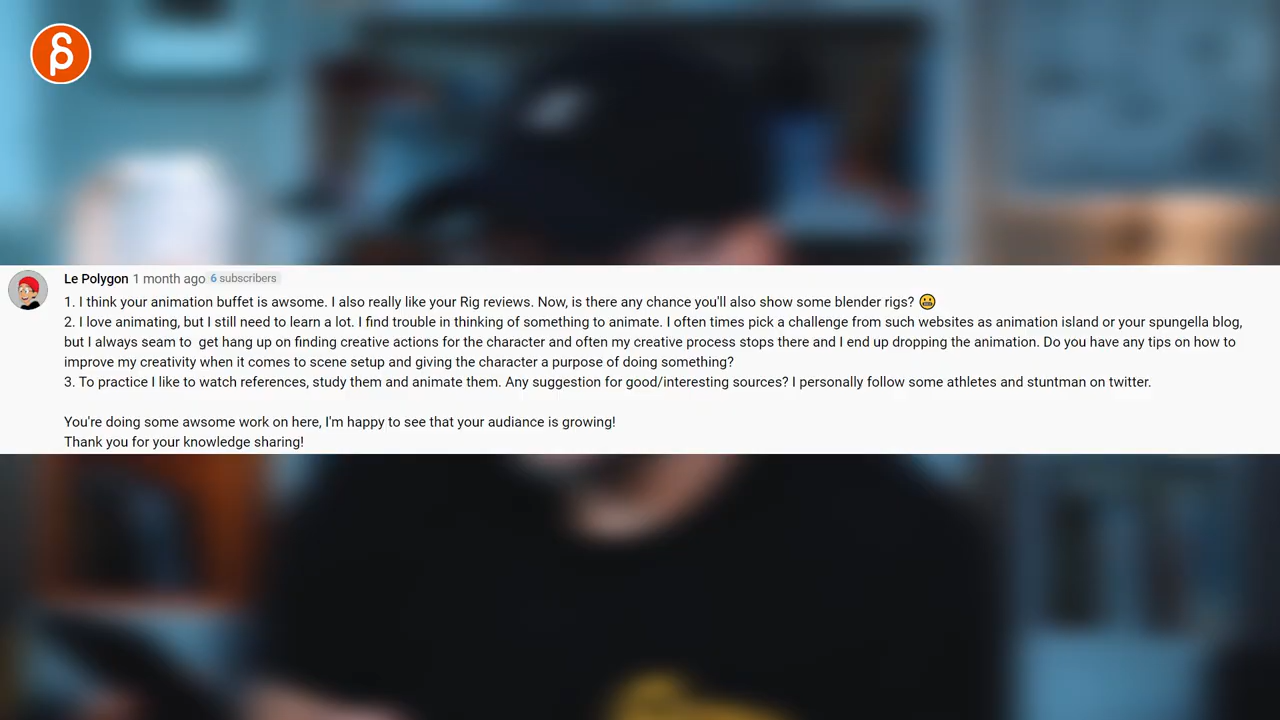 Le Polygon 1 month ago 6 subscribers
1. I think your animation buffet is awsome. I also really like your Rig reviews. Now, is there any chance you'll also show some blender rigs? 😬
2. I love animating, but I still need to learn a lot. I find trouble in thinking of something to animate. I often times pick a challenge from such websites as animation island or your spungella blog,
but I always seam to  get hang up on finding creative actions for the character and often my creative process stops there and I end up dropping the animation. Do you have any tips on how to
improve my creativity when it comes to scene setup and giving the character a purpose of doing something?
3. To practice I like to watch references, study them and animate them. Any suggestion for good/interesting sources? I personally follow some athletes and stuntman on twitter.
You're doing some awsome work on here, I'm happy to see that your audiance is growing!
Thank you for your knowledge sharing!